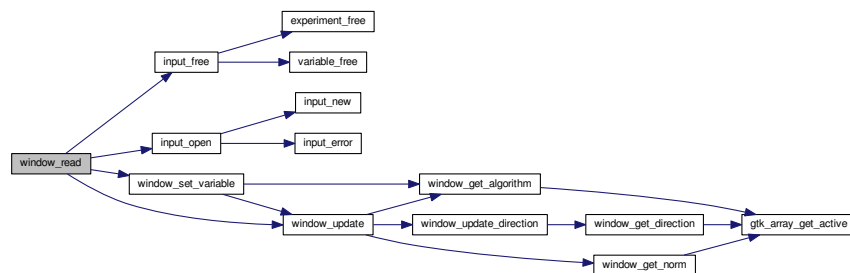 experiment_free
input_free
variable_free
input_new
input_open
input_error
window_read
window_set_variable
window_get_algorithm
window_update
window_update_direction
window_get_direction
gtk_array_get_active
window_get_norm